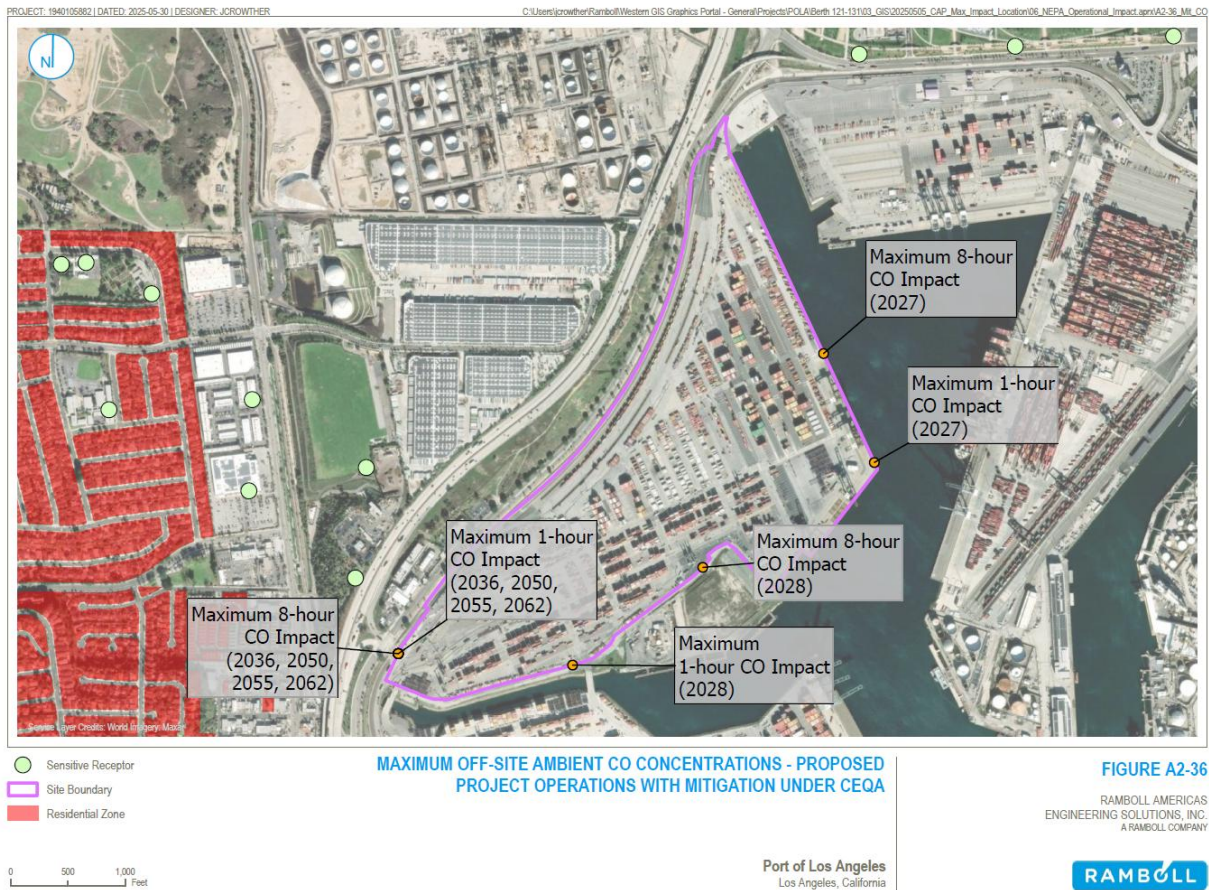 PROJECT: 1940105882 | DATED: 2025-05-30 | DESIGNER: JCROWTHER
C:\Users\jcrowther\Ramboll\Western GIS Graphics Portal - General\Projects\POLA\Berth 121-131\03_GIS\20250505_CAP_Max_Impact_Location\06_NEPA_Operational_Impact.aprx\A2-36_Mit_CO
N
Maximum 8-hour
CO Impact
(2027)
Maximum 1-hour
CO Impact
(2027)
Maximum 1-hour
CO Impact
(2036, 2050,
2055, 2062)
Maximum 8-hour
CO Impact
(2028)
Maximum 8-hour
CO Impact
(2036, 2050,
2055, 2062)
Maximum
1-hour CO Impact
(2028)
Service Layer Credits: World Imagery: Maxar
Sensitive Receptor
Site Boundary
Residential Zone
0 500 1,000
Feet
MAXIMUM OFF-SITE AMBIENT CO CONCENTRATIONS - PROPOSED
PROJECT OPERATIONS WITH MITIGATION UNDER CEQA
Port of Los Angeles
Los Angeles, California
FIGURE A2-36
RAMBOLL AMERICAS
ENGINEERING SOLUTIONS, INC.
A RAMBOLL COMPANY
RAMBOLL